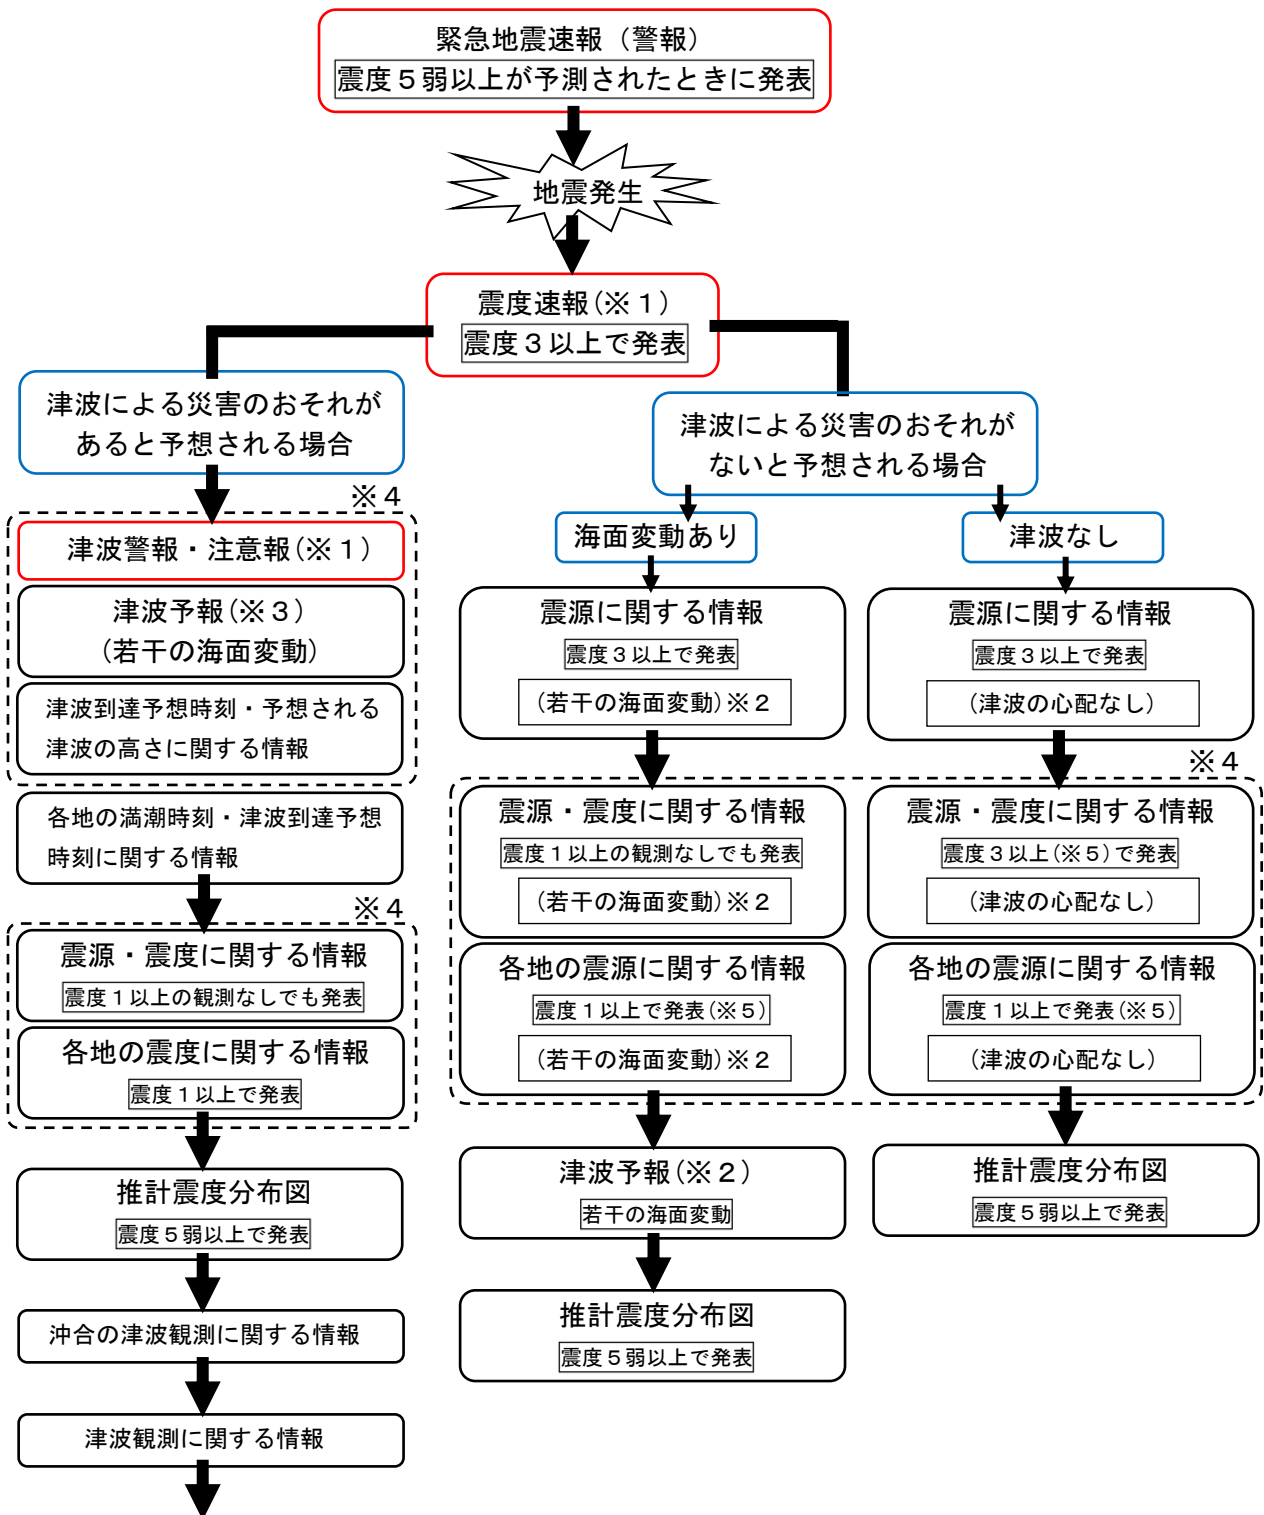 緊急地震速報（警報）
震度５弱以上が予測されたときに発表
地震発生
震度速報(※１)
震度３以上で発表
津波による災害のおそれが
あると予想される場合
※４
津波警報・注意報(※１)
津波予報(※３)
(若干の海面変動)
津波到達予想時刻・予想される
津波の高さに関する情報
各地の満潮時刻・津波到達予想
時刻に関する情報
※４
震源・震度に関する情報
震度１以上の観測なしでも発表
各地の震度に関する情報
震度１以上で発表
推計震度分布図
震度５弱以上で発表
沖合の津波観測に関する情報
津波観測に関する情報
津波による災害のおそれが
ないと予想される場合
海面変動あり
震源に関する情報
震度３以上で発表
(若干の海面変動)※２
震源・震度に関する情報
震度１以上の観測なしでも発表
(若干の海面変動)※２
各地の震源に関する情報
震度１以上で発表(※５)
(若干の海面変動)※２
津波予報(※２)
若干の海面変動
推計震度分布図
震度５弱以上で発表
津波なし
震源に関する情報
震度３以上で発表
(津波の心配なし)
※４
震源・震度に関する情報
震度３以上(※５)で発表
(津波の心配なし)
各地の震源に関する情報
震度１以上で発表(※５)
(津波の心配なし)
推計震度分布図
震度５弱以上で発表